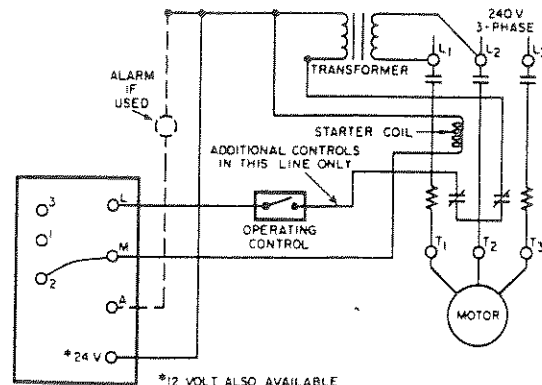 240 V
3-PHASE
L1
L2
L3
TRANSFORMER
ALARM
IF
USED
STARTER COIL
ADDITIONAL CONTROLS
IN THIS LINE ONLY
3
L
1
OPERATING
CONTROL
M
2
T1
T2
T3
A
MOTOR
*24 V
*12 VOLT ALSO AVAILABLE